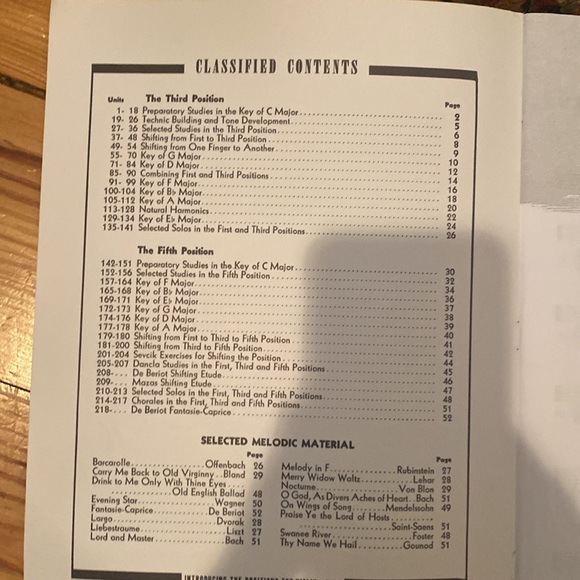 CLASSIFIED CONTENTS
Units The Third Position Page
1- 18 Preparatory Studies in the Key of C Major 2
19- 26 Technic Building and Tone Development 5
27- 36 Selected Studies in the Third Position 6
37- 48 Shifting from First to Third Position 8
49- 54 Shifting from One Finger to Another 9
55- 70 Key of G Major 10
71- 84 Key of D Major 12
85- 90 Combining First and Third Positions 14
91- 99 Key of F Major 16
100-104 Key of B♭ Major 18
105-112 Key of A Major 20
113-128 Natural Harmonics 22
129-134 Key of E♭ Major 24
135-141 Selected Solos in the First and Third Positions 26
The Fifth Position
142-151 Preparatory Studies in the Key of C Major 30
152-156 Selected Studies in the Fifth Position 32
157-164 Key of F Major 34
165-168 Key of B♭ Major 36
169-171 Key of E♭ Major 37
172-173 Key of G Major 38
174-176 Key of D Major 39
177-178 Key of A Major 40
179-180 Shifting from First to Third to Fifth Position 41
181-200 Shifting from Third to Fifth Position 42
201-204 Sevcik Exercises for Shifting the Position 44
205-207 Dancla Studies in the First, Third and Fifth Positions 45
208-... De Beriot Shifting Etude 46
209-... Mazas Shifting Etude 47
210-213 Selected Solos in the First, Third and Fifth Positions 48
214-217 Chorales in the First, Third and Fifth Positions 51
218-... De Beriot Fantasie-Caprice 52
SELECTED MELODIC MATERIAL
Page
Barcarolle Offenbach 26
Carry Me Back to Old Virginny Bland 29
Drink to Me Only With Thine Eyes
Old English Ballad 48
Evening Star Wagner 50
Fantasie-Caprice De Beriot 52
Largo Dvorak 28
Liebestraume Liszt 27
Lord and Master Bach 51
Page
Melody in F Rubinstein 27
Merry Widow Waltz Lehar 28
Nocturne Von Blon 29
O God, As Divers Aches of Heart. Bach 51
On Wings of Song Mendelssohn 49
Praise Ye the Lord of Hosts
Saint-Saens 51
Swanee River Foster 48
Thy Name We Hail Gounod 51
INTRODUCING THE POSITIONS FOR